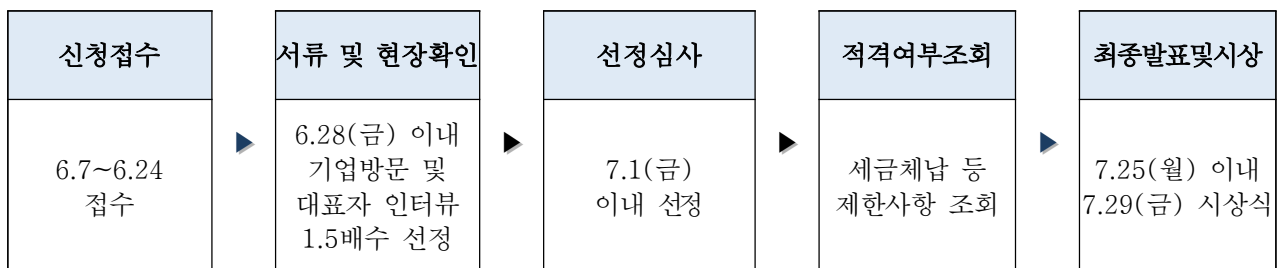 신청접수
6.7~6.24
접수
서류 및 현장확인
6.28(금) 이내
기업방문 및
대표자 인터뷰
1.5배수 선정
선정심사
7.1(금)
이내 선정
적격여부조회
세금체납 등
제한사항 조회
최종발표및시상
7.25(월) 이내
7.29(금) 시상식